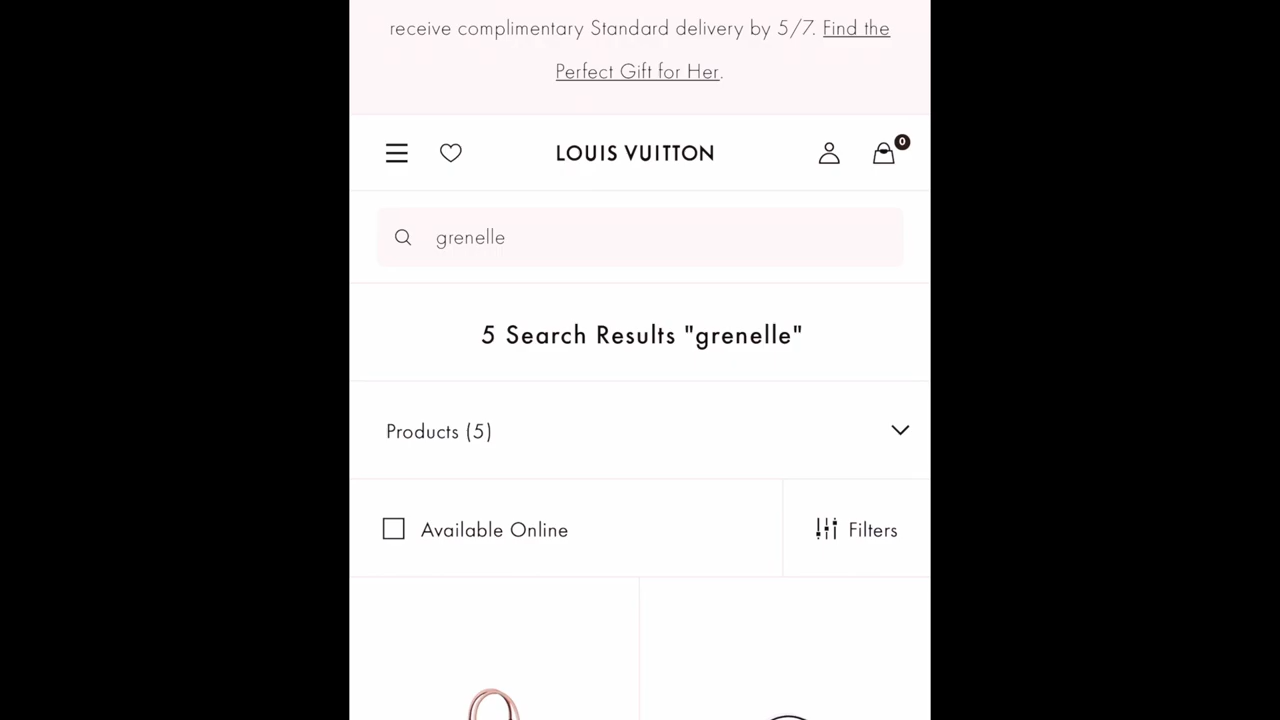 receive complimentary Standard delivery by 5/7. Find the
Perfect Gift for Her.
LOUIS VUITTON
0
grenelle
5 Search Results "grenelle"
Products (5)
Available Online
Filters